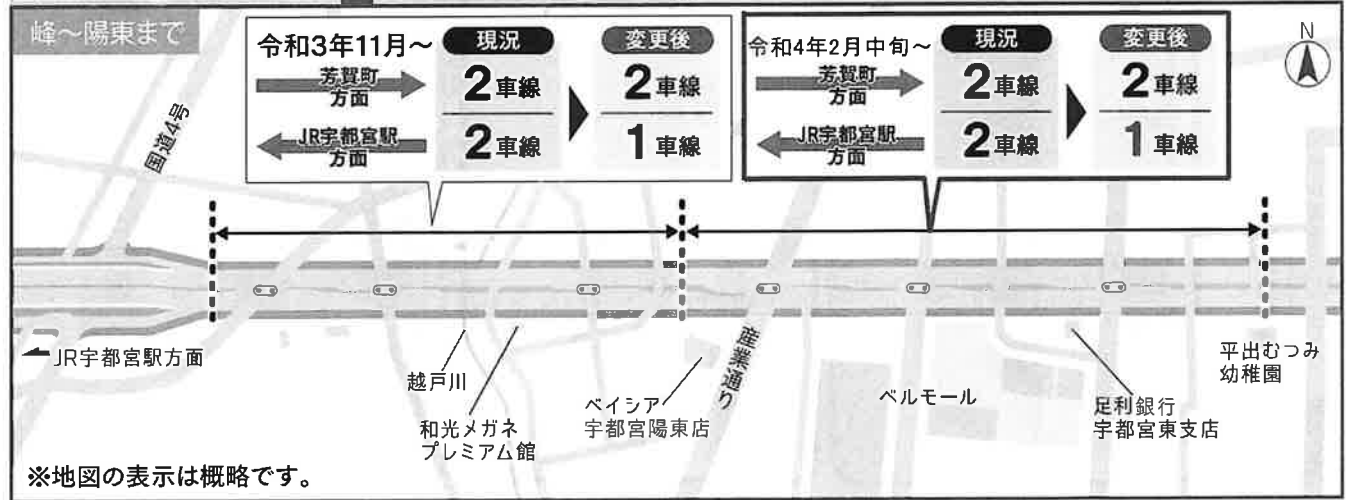 峰～陽東まで
令和3年11月～
現況
変更後
芳賀町
方面
2車線
2車線
JR宇都宮駅
方面
2車線
1車線
令和4年2月中旬～
現況
変更後
芳賀町
方面
2車線
2車線
JR宇都宮駅
方面
2車線
1車線
N
国道4号
JR宇都宮駅方面
越戸川
和光メガネ
プレミアム館
ベイシア
宇都宮陽東店
産業通り
ベルモール
足利銀行
宇都宮東支店
平出むつみ
幼稚園
※地図の表示は概略です。